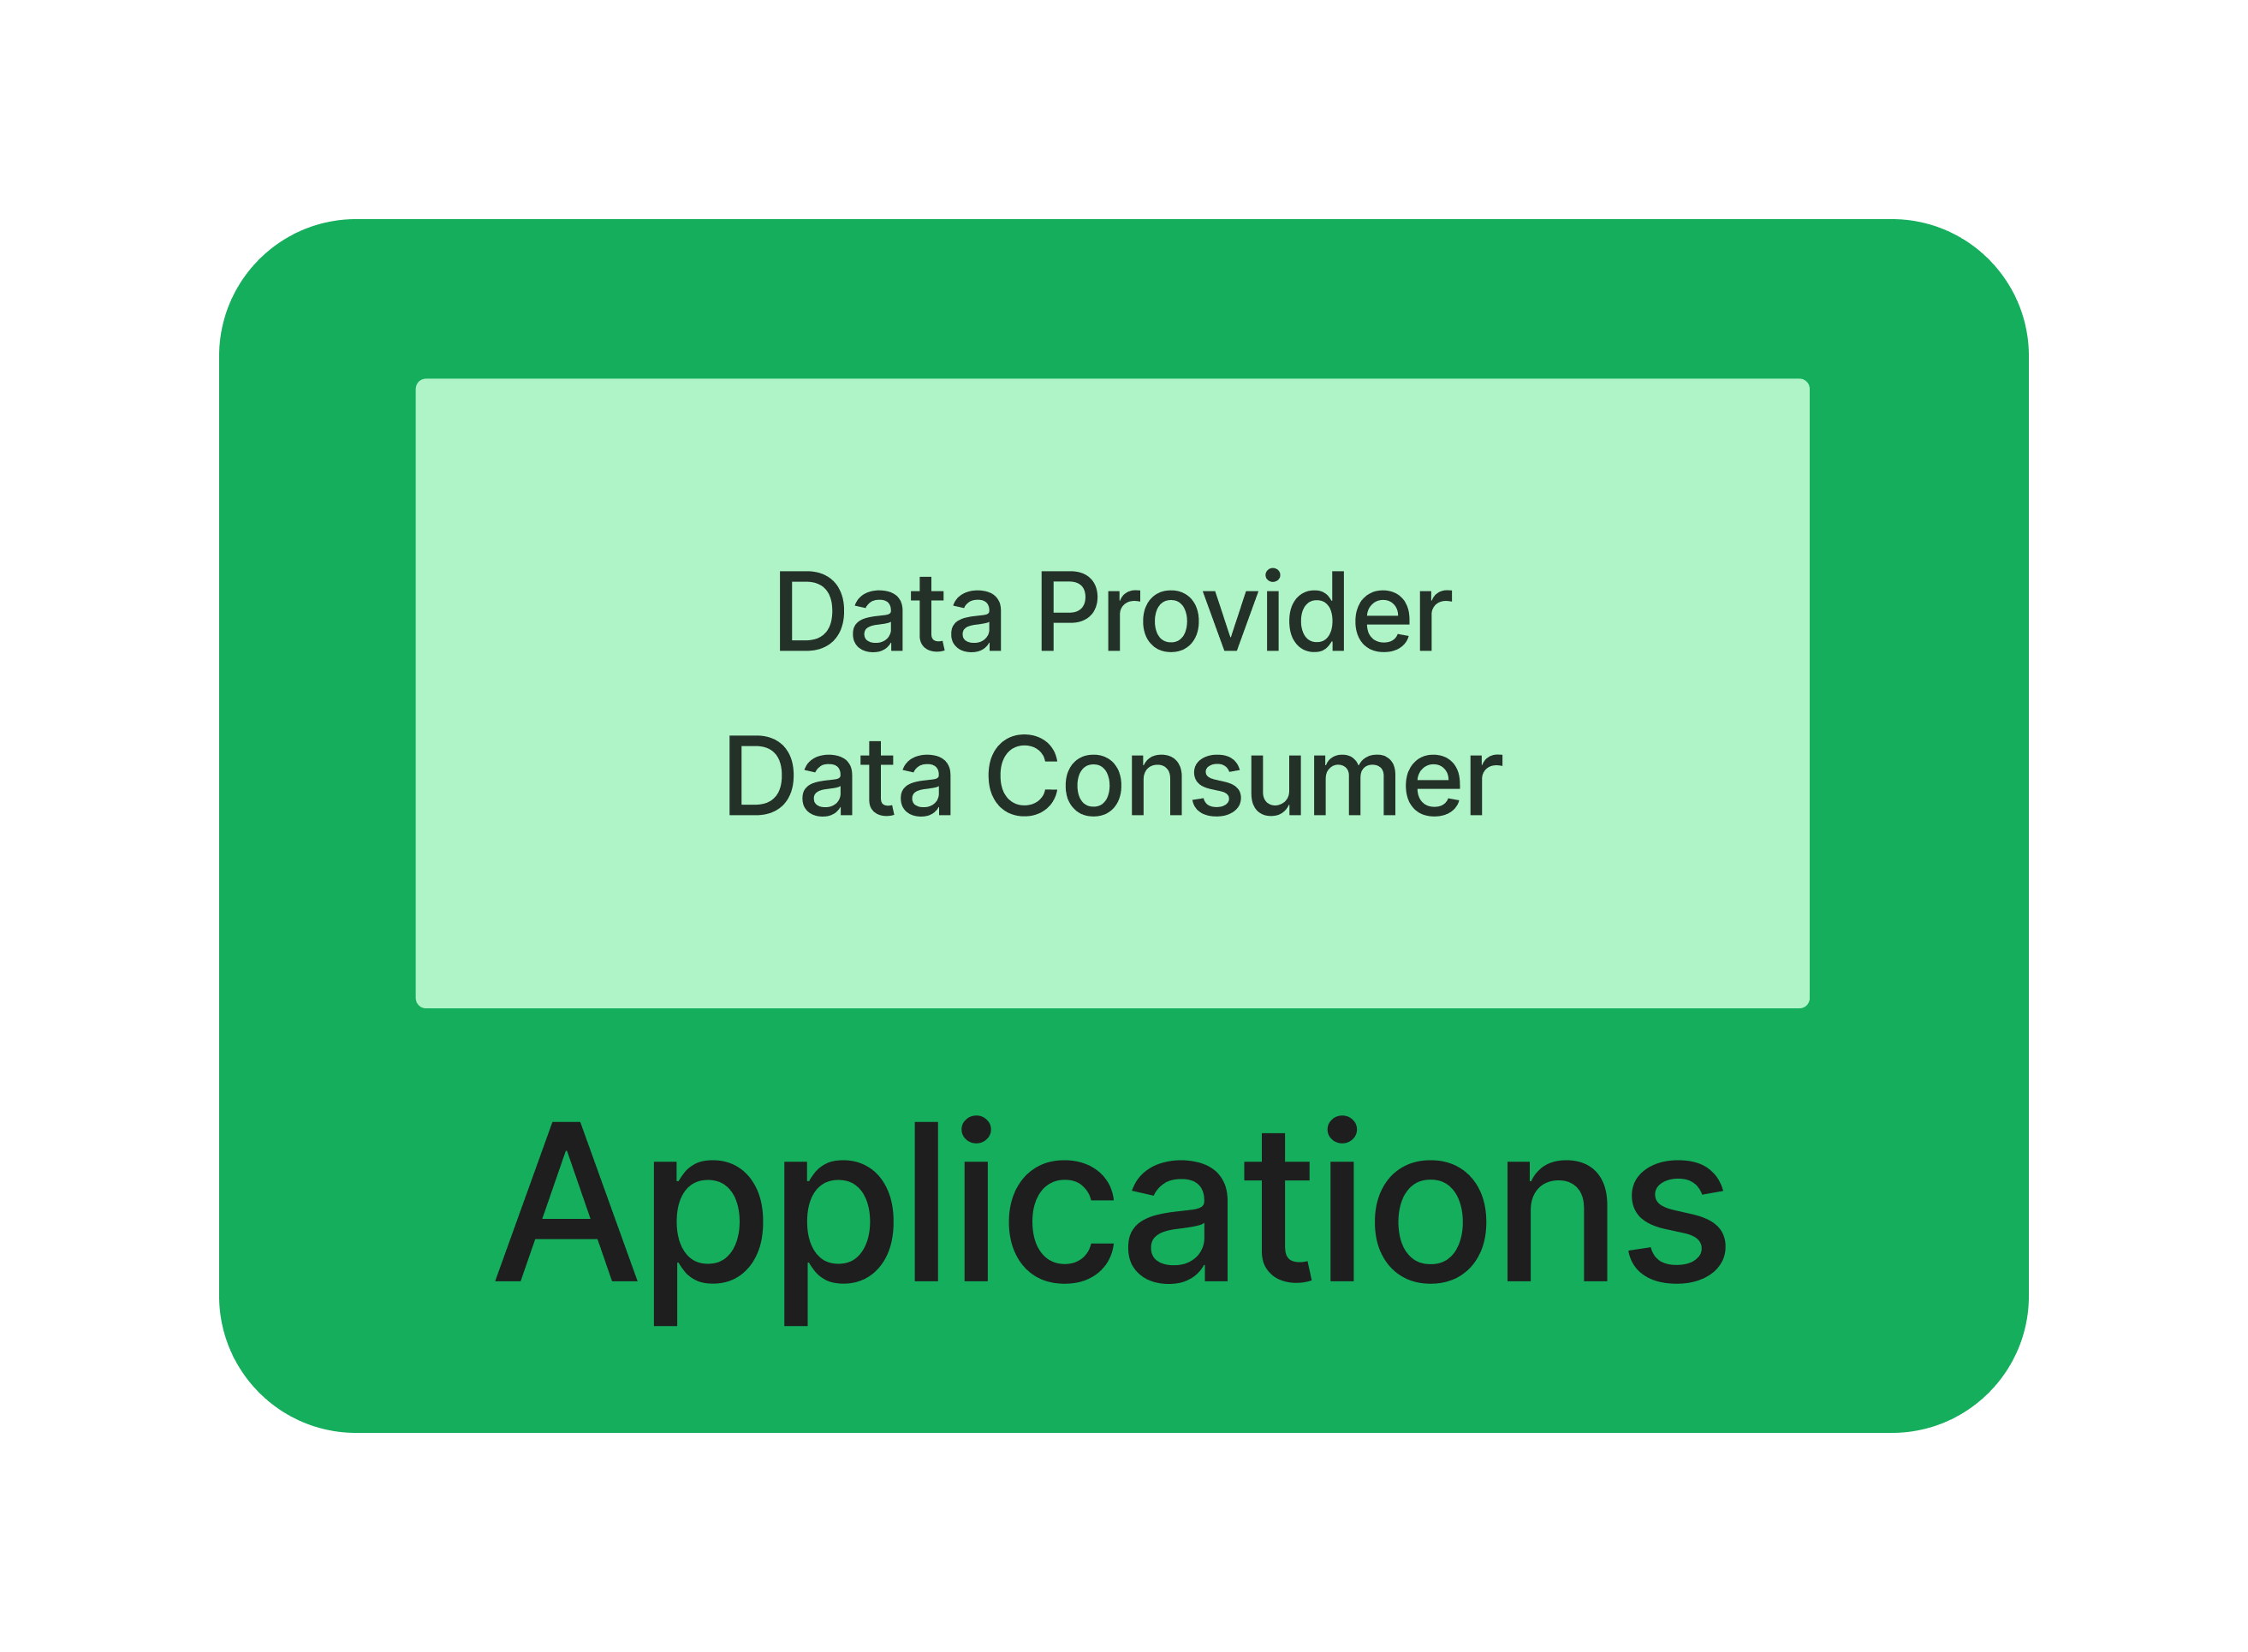 Data Provider
Data Consumer
Applications